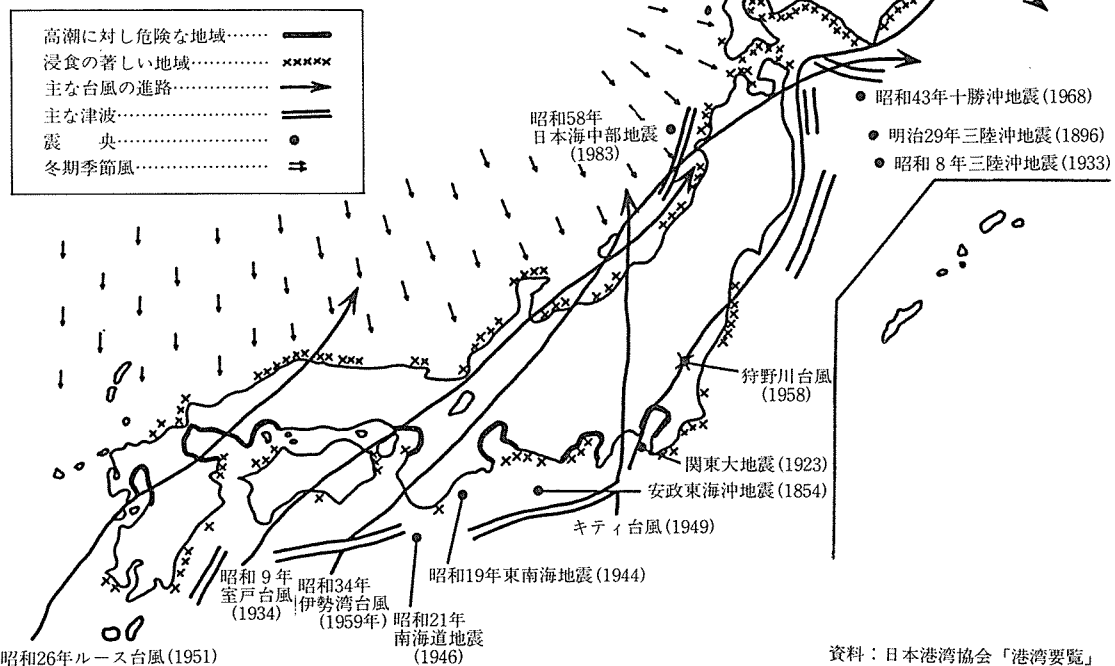 高潮に対し危険な地域……
浸食の著しい地域…………
主な台風の進路……………
主な津波……………………
震　　央……………………
冬期季節風…………………
昭和58年
日本海中部地震
(1983)
昭和43年十勝沖地震(1968)
明治29年三陸沖地震(1896)
昭和8年三陸沖地震(1933)
狩野川台風
(1958)
関東大地震(1923)
安政東海沖地震(1854)
キティ台風(1949)
昭和19年東南海地震(1944)
昭和9年
室戸台風
(1934)
昭和34年
伊勢湾台風
(1959年)
昭和21年
南海道地震
(1946)
昭和26年ルース台風(1951)
資料：日本港湾協会「港湾要覧」